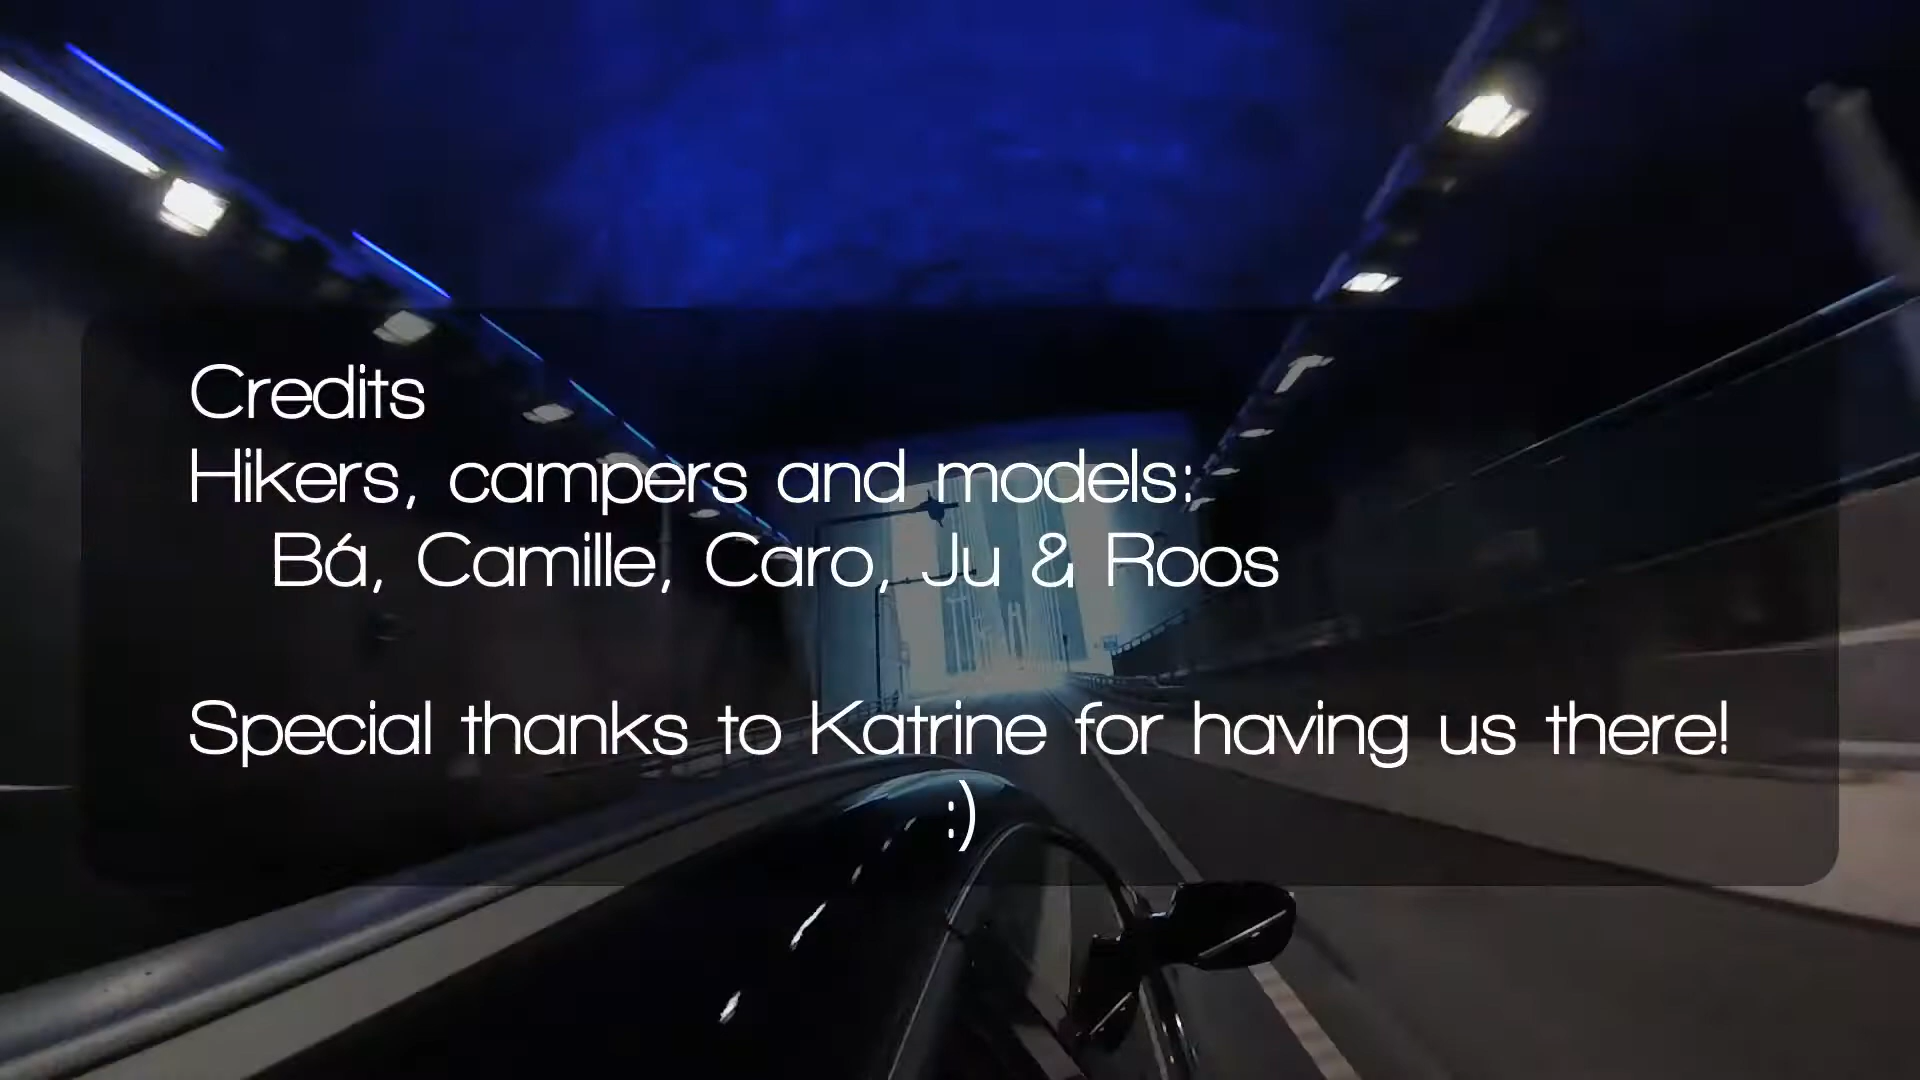 Credits
Hikers, campers and models:
Bá, Camille, Caro, Ju & Roos
Special thanks to Katrine for having us there!
:)